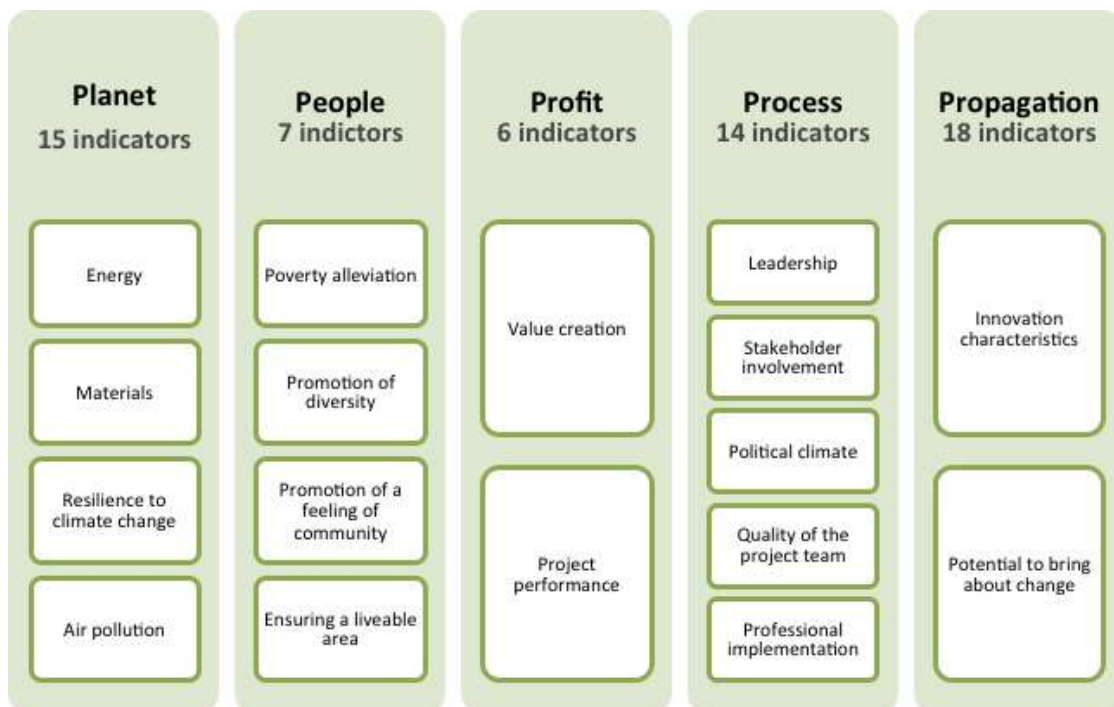 Planet
15 indicators
Energy
Materials
Resilience to
climate change
Air pollution
People
7 indictors
Poverty alleviation
Promotion of
diversity
Promotion of a
feeling of
community
Ensuring a liveable
area
Profit
6 indicators
Value creation
Project
performance
Process
14 indicators
Leadership
Stakeholder
involvement
Political climate
Quality of the
project team
Professional
implementation
Propagation
18 indicators
Innovation
characteristics
Potential to bring
about change